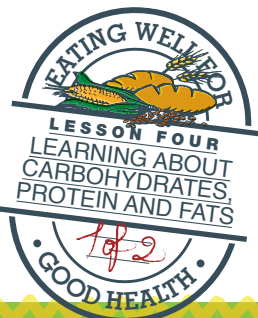 EATING WELL FOR
LESSON FOUR
LEARNING ABOUT
CARBOHYDRATES,
PROTEIN AND FATS
1 of 2
• GOOD HEALTH •